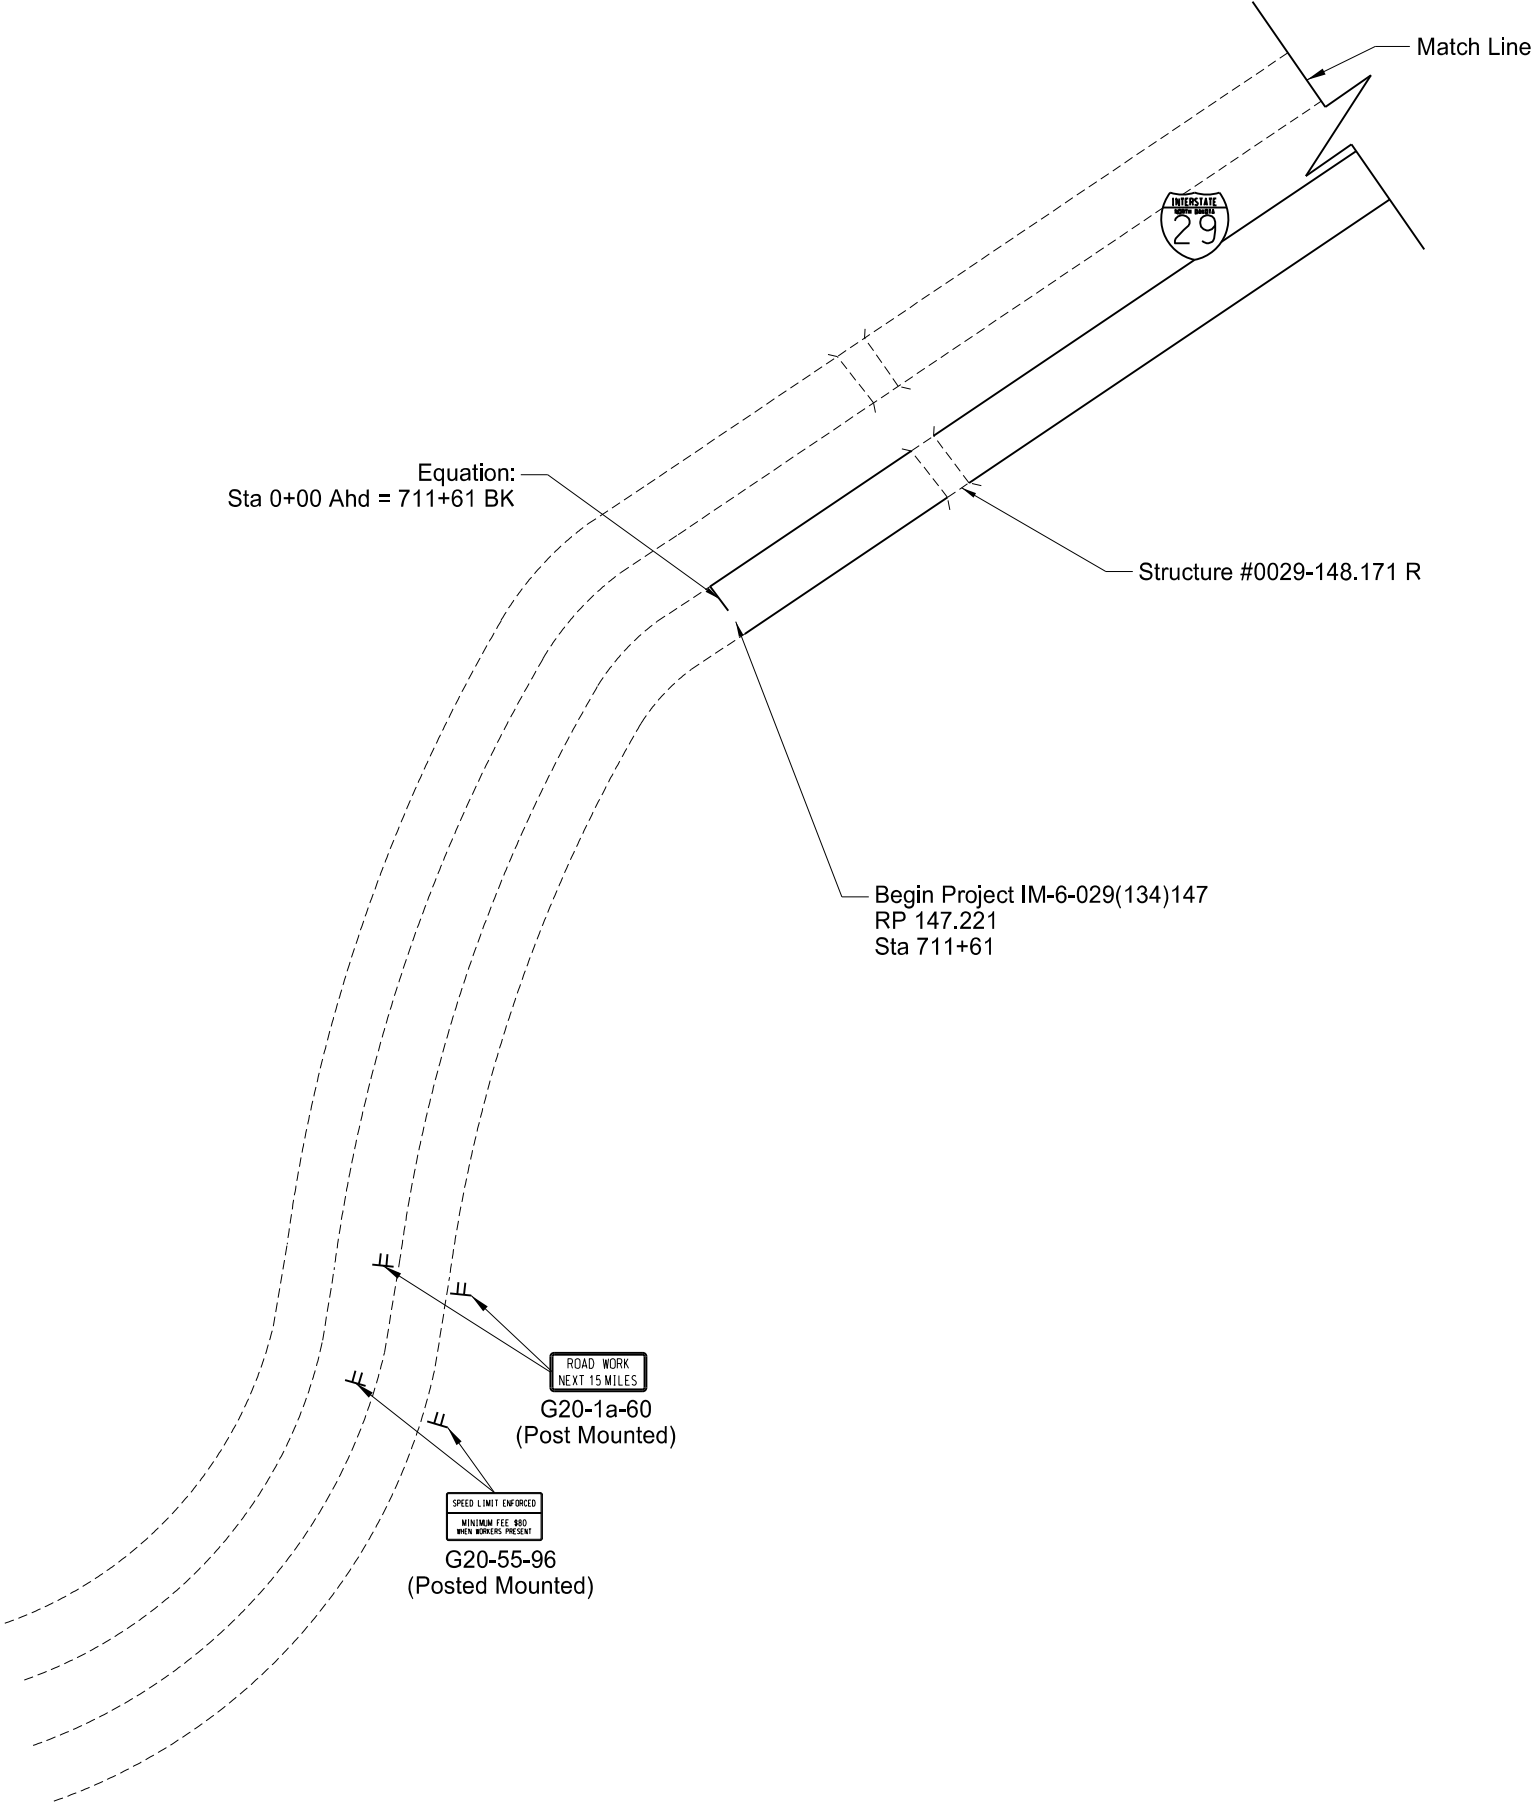 Match Line
INTERSTATE
NORTH DAKOTA
29
Equation:
Sta 0+00 Ahd = 711+61 BK
Structure #0029-148.171 R
Begin Project IM-6-029(134)147
RP 147.221
Sta 711+61
ROAD WORK
NEXT 15 MILES
G20-1a-60
(Post Mounted)
SPEED LIMIT ENFORCED
MINIMUM FEE $80
WHEN WORKERS PRESENT
G20-55-96
(Posted Mounted)